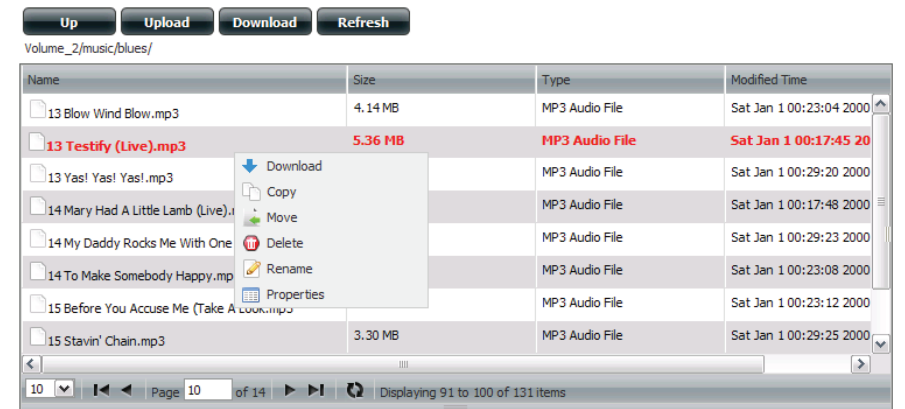 Up Upload Download Refresh
Volume_2/music/blues/
Name Size Type Modified Time
13 Blow Wind Blow.mp3 4.14 MB MP3 Audio File Sat Jan 1 00:23:04 2000
13 Testify (Live).mp3 5.36 MB MP3 Audio File Sat Jan 1 00:17:45 20
Download
13 Yas! Yas! Yas!.mp3 MP3 Audio File Sat Jan 1 00:29:20 2000
Copy
14 Mary Had A Little Lamb (Live). MP3 Audio File Sat Jan 1 00:17:48 2000
Move
14 My Daddy Rocks Me With One MP3 Audio File Sat Jan 1 00:29:23 2000
Delete
14 To Make Somebody Happy.mp MP3 Audio File Sat Jan 1 00:23:08 2000
Rename
Properties
15 Before You Accuse Me (Take A Look.mp3 MP3 Audio File Sat Jan 1 00:23:12 2000
15 Stavin' Chain.mp3 3.30 MB MP3 Audio File Sat Jan 1 00:29:25 2000
10 Page 10 of 14 Displaying 91 to 100 of 131 items